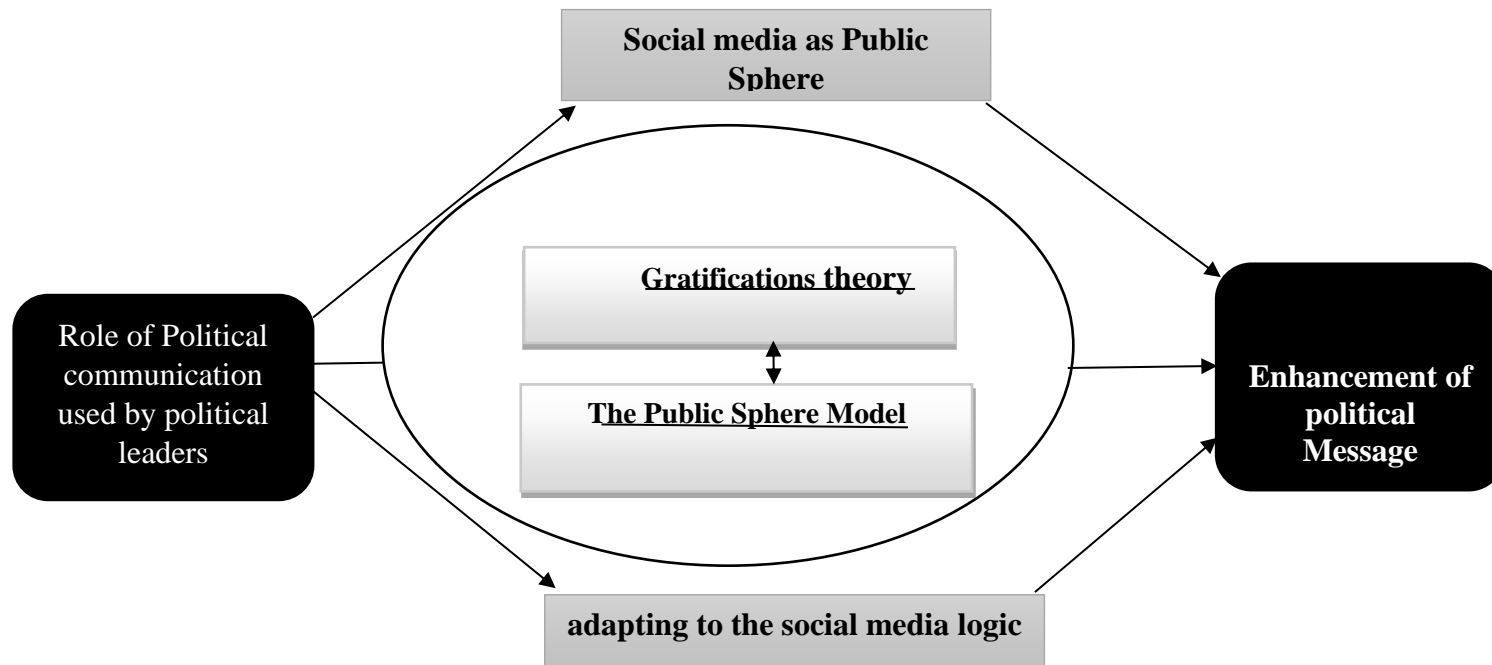 Social media as Public
Sphere
Gratifications theory
The Public Sphere Model
Role of Political
communication
used by political
leaders
Enhancement of
political
Message
adapting to the social media logic